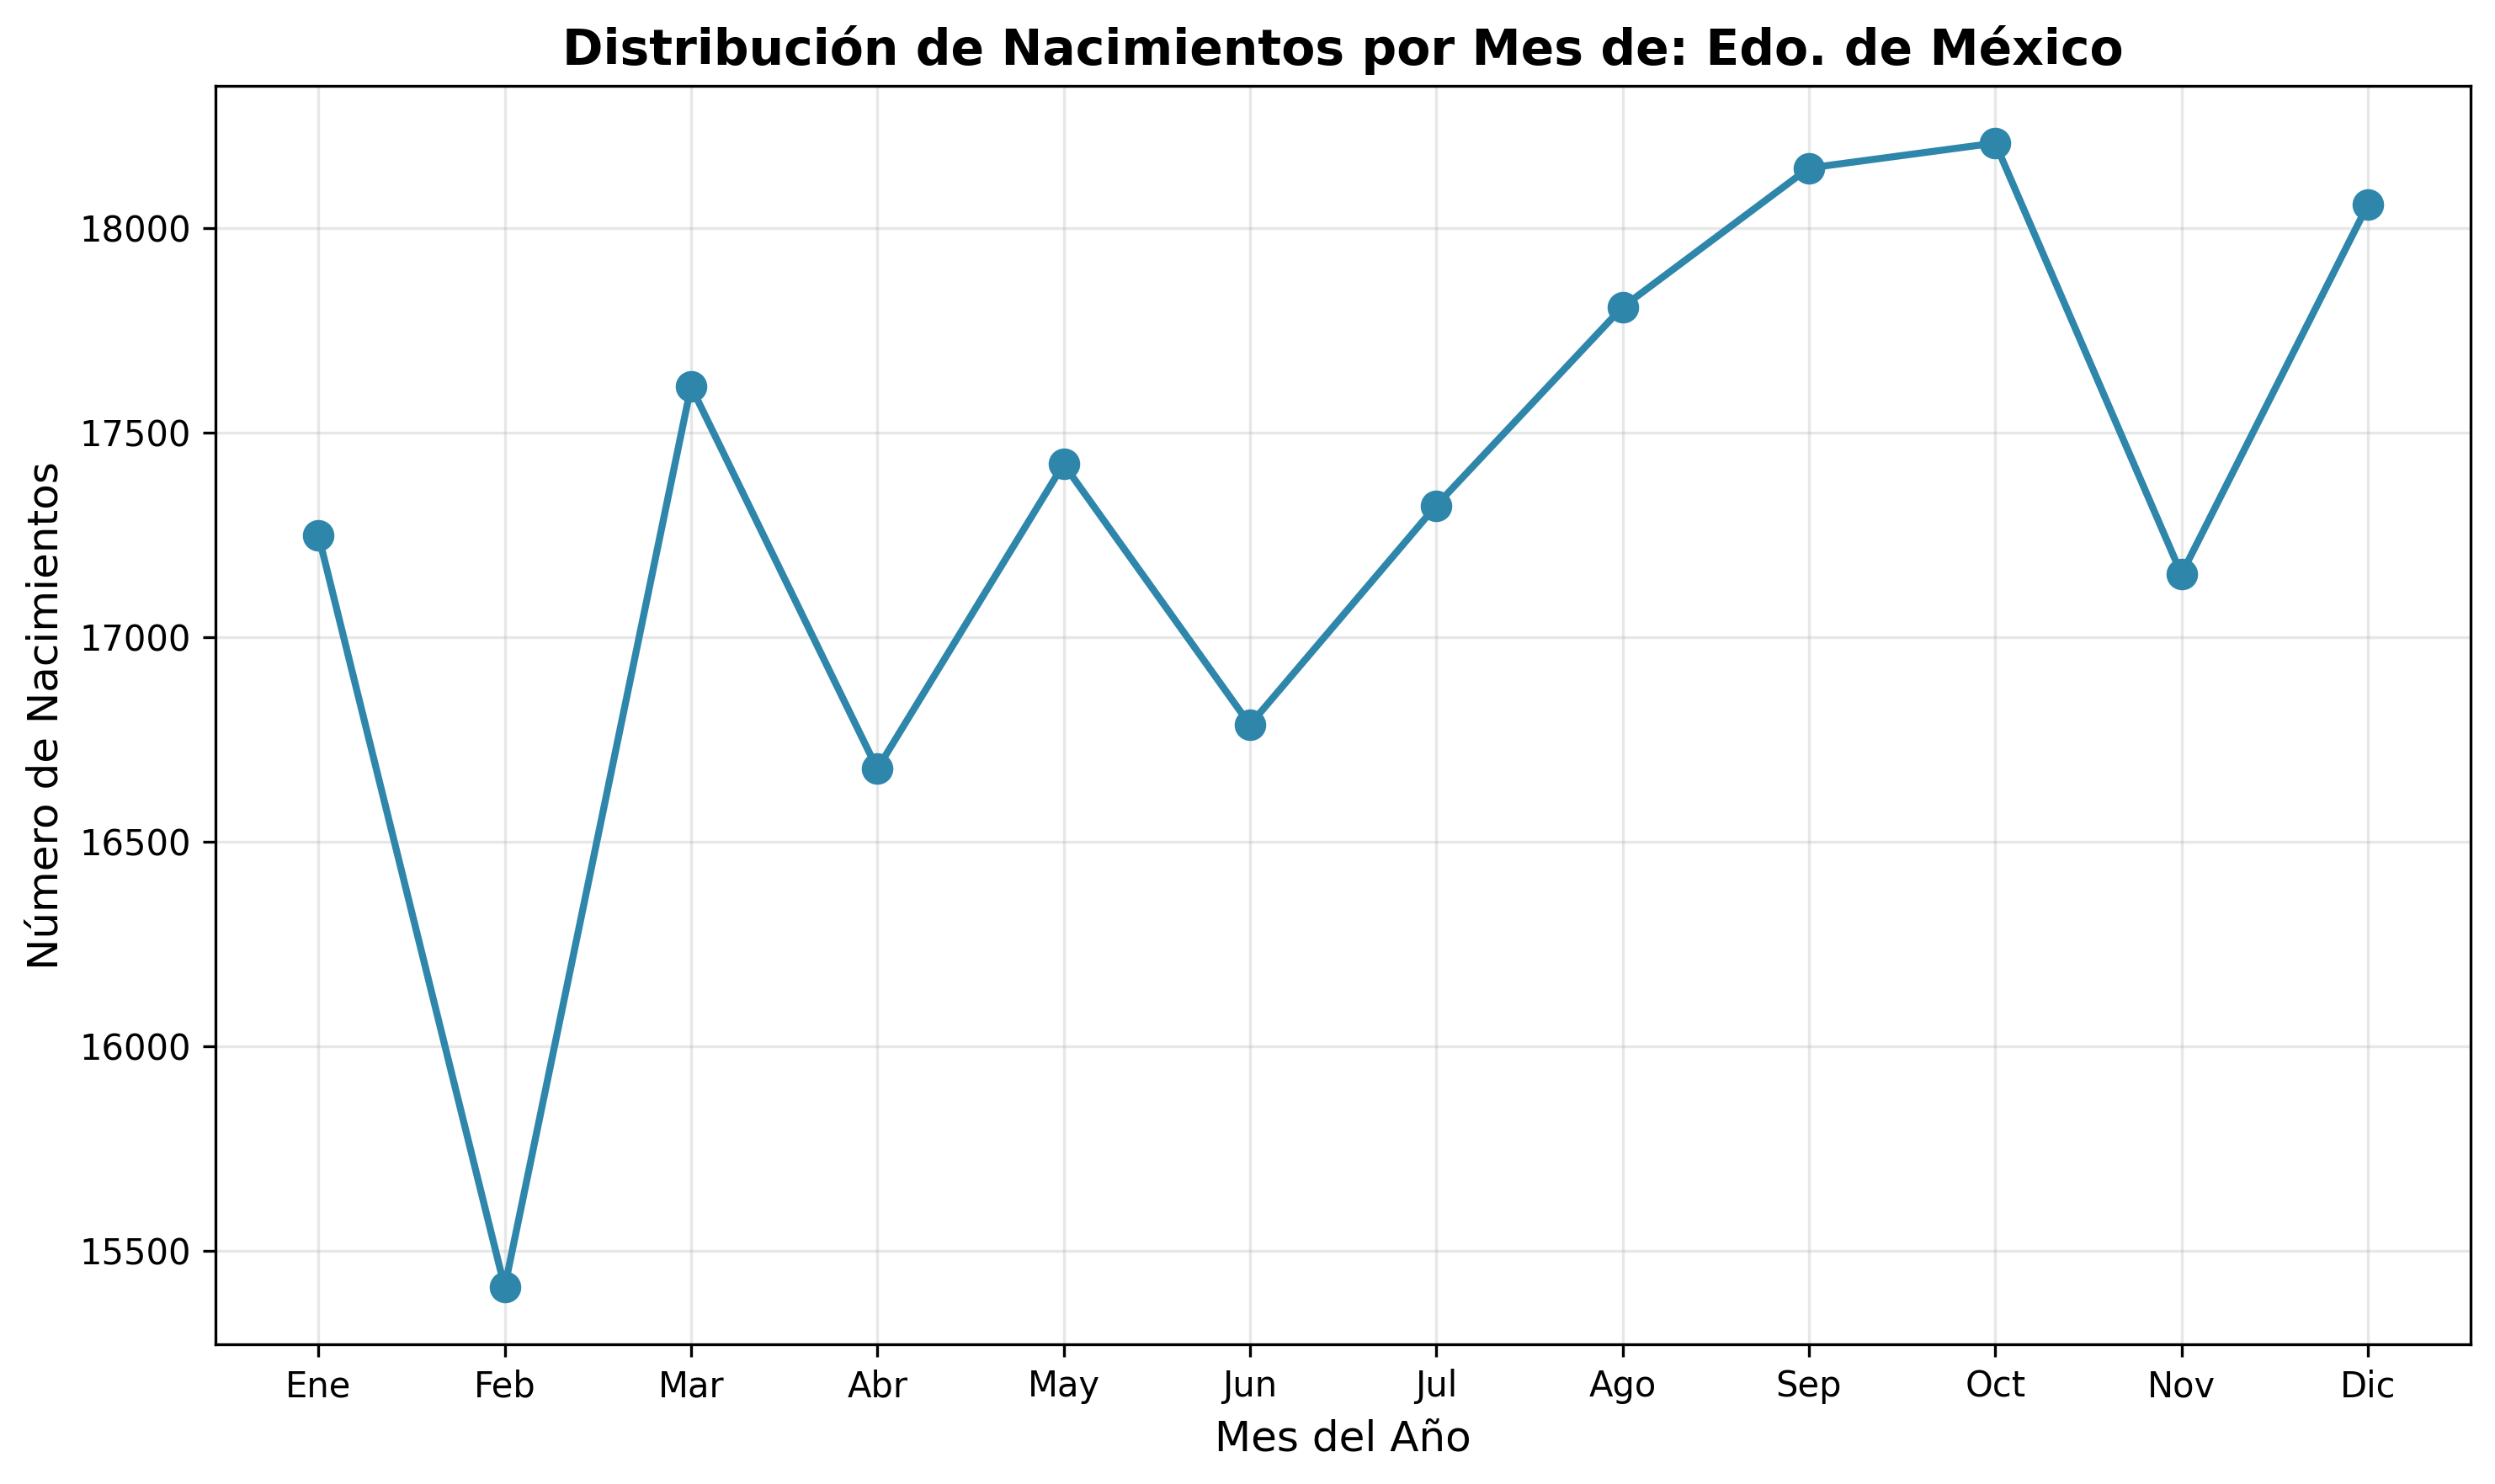 Distribución de Nacimientos por Mes de: Edo. de México
Número de Nacimientos
18000
17500
17000
16500
16000
15500
Ene Feb Mar Abr May Jun Jul Ago Sep Oct Nov Dic
Mes del Año